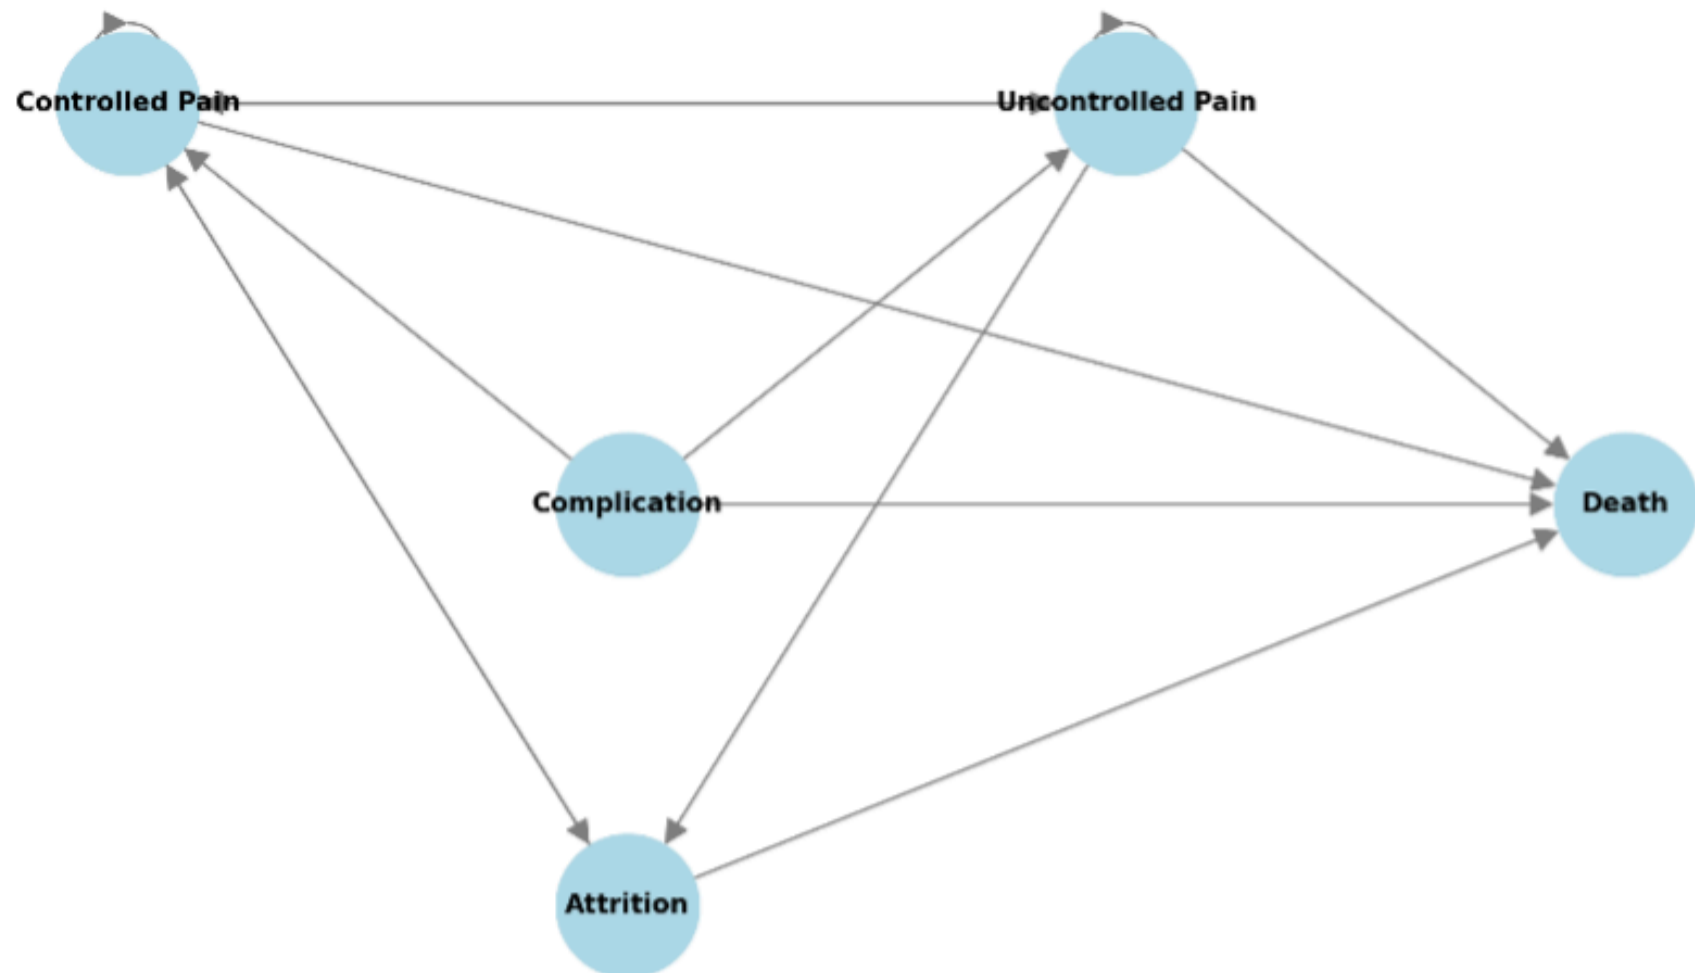 Controlled Pain
Uncontrolled Pain
Complication
Death
Attrition